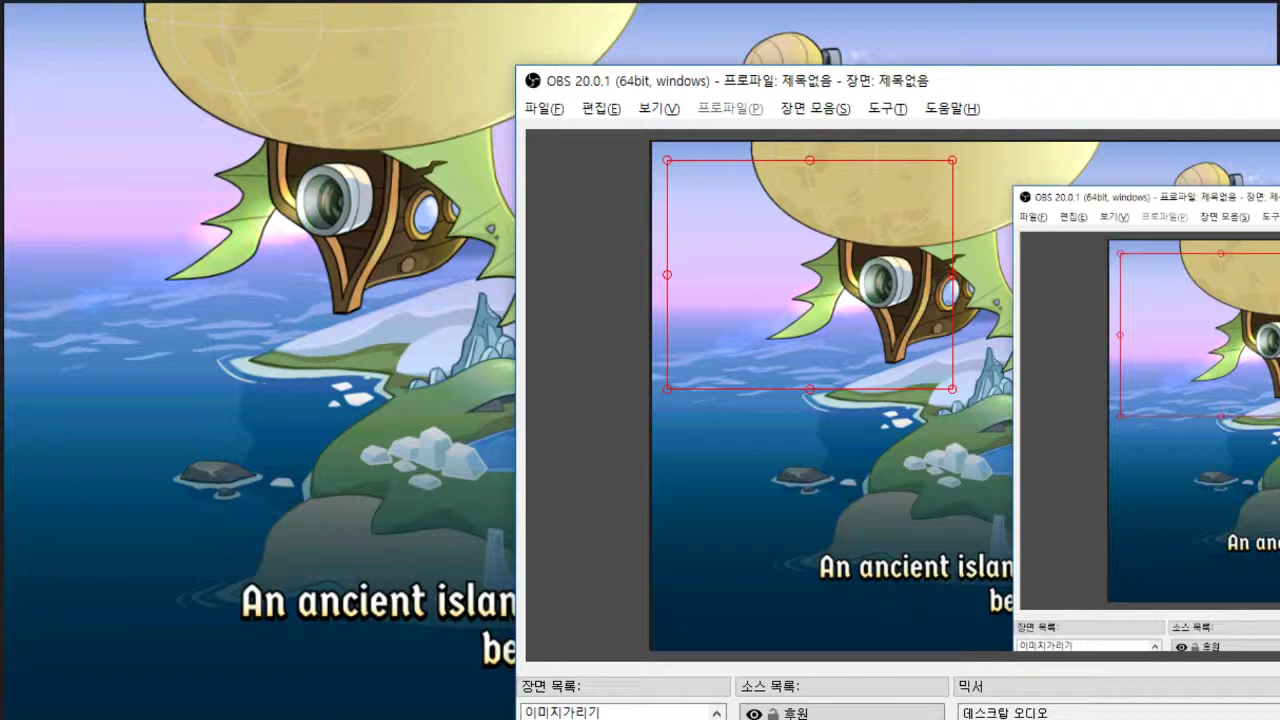 OBS 20.0.1 (64bit, windows) - 프로파일: 제목없음 - 장면: 제목없음
파일(F) 편집(E) 보기(V) 프로파일(P) 장면 모음(S) 도구(T) 도움말(H)
OBS 20.0.1 (64bit, windows) - 프로파일: 제목없음 - 장면: 제
파일(F) 편집(E) 보기(V) 프로파일(P) 장면 모음(S) 도구
An ancient islan
be
An ancient islan
be
An anc
장면 목록: 소스 목록:
이미지가리기 후원
장면 목록: 소스 목록: 믹서
이미지가리기 후원 데스크탑 오디오